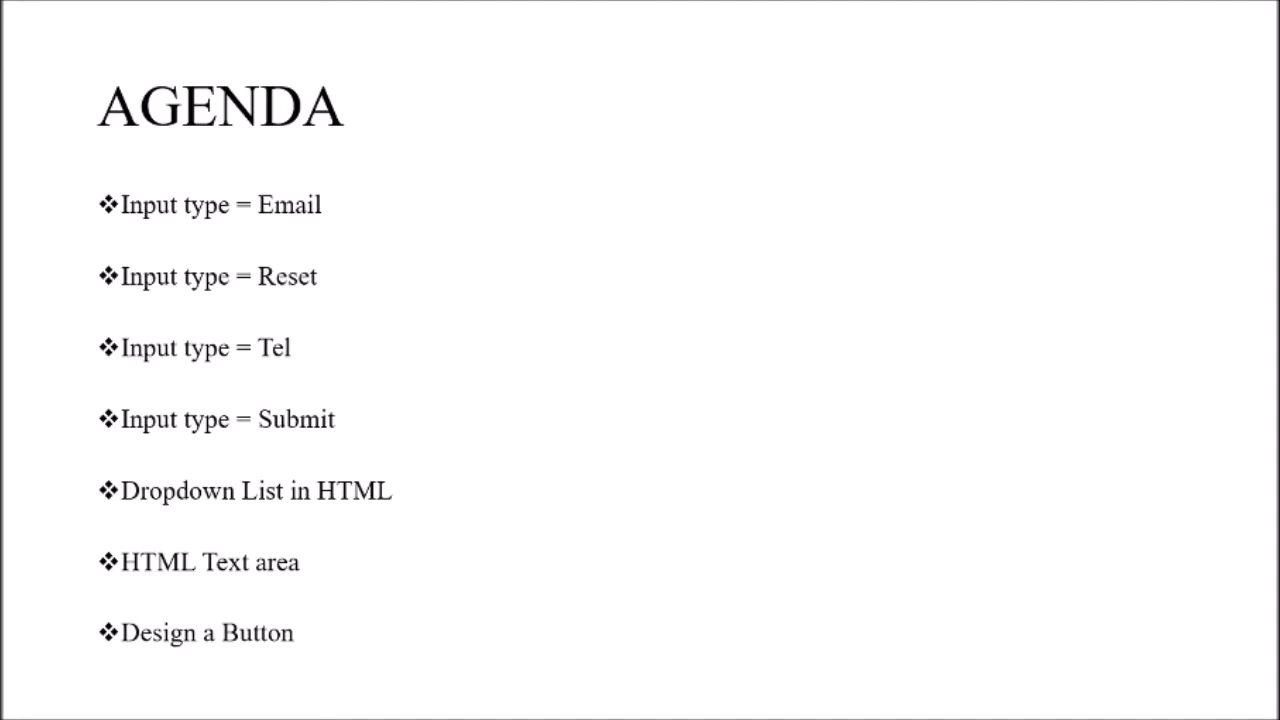 AGENDA
❖Input type = Email
❖Input type = Reset
❖Input type = Tel
❖Input type = Submit
❖Dropdown List in HTML
❖HTML Text area
❖Design a Button